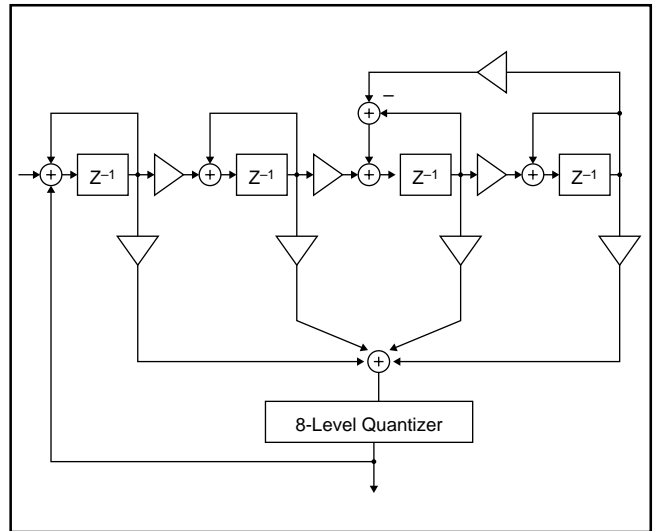 –
+
+ Z⁻¹ + Z⁻¹ + Z⁻¹ + Z⁻¹
+
8-Level Quantizer